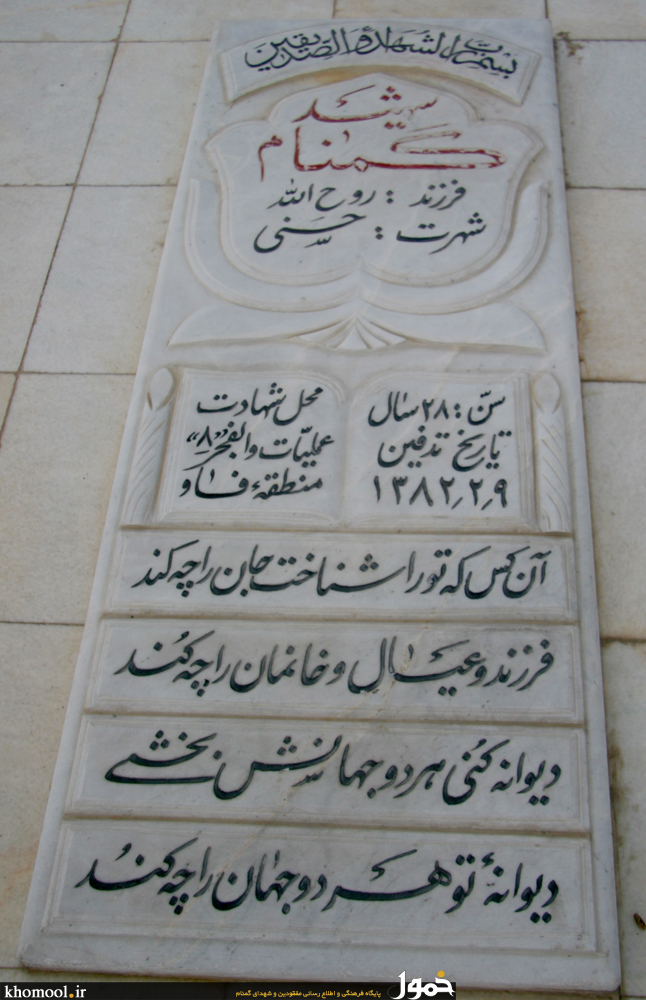 بسم رب الشهداء والصدیقین
شهید
گمنام
فرزند : روح الله
شهرت : حسنی
سن : ۲۸ سال
تاریخ تدفین
۱۳۸۲٫۲٫۹
محل شهادت
عملیات والفجر "۸"
منطقهٔ فاو
آن کس که تو را شناخت جان را چه کند
فرزند و عیال و خانمان را چه کند
دیوانه کنی هر دو جهانش بخشی
دیوانهٔ تو هر دو جهان را چه کند
khomool.ir
پایگاه فرهنگی و اطلاع رسانی مفقودین و شهدای گمنام
خمول